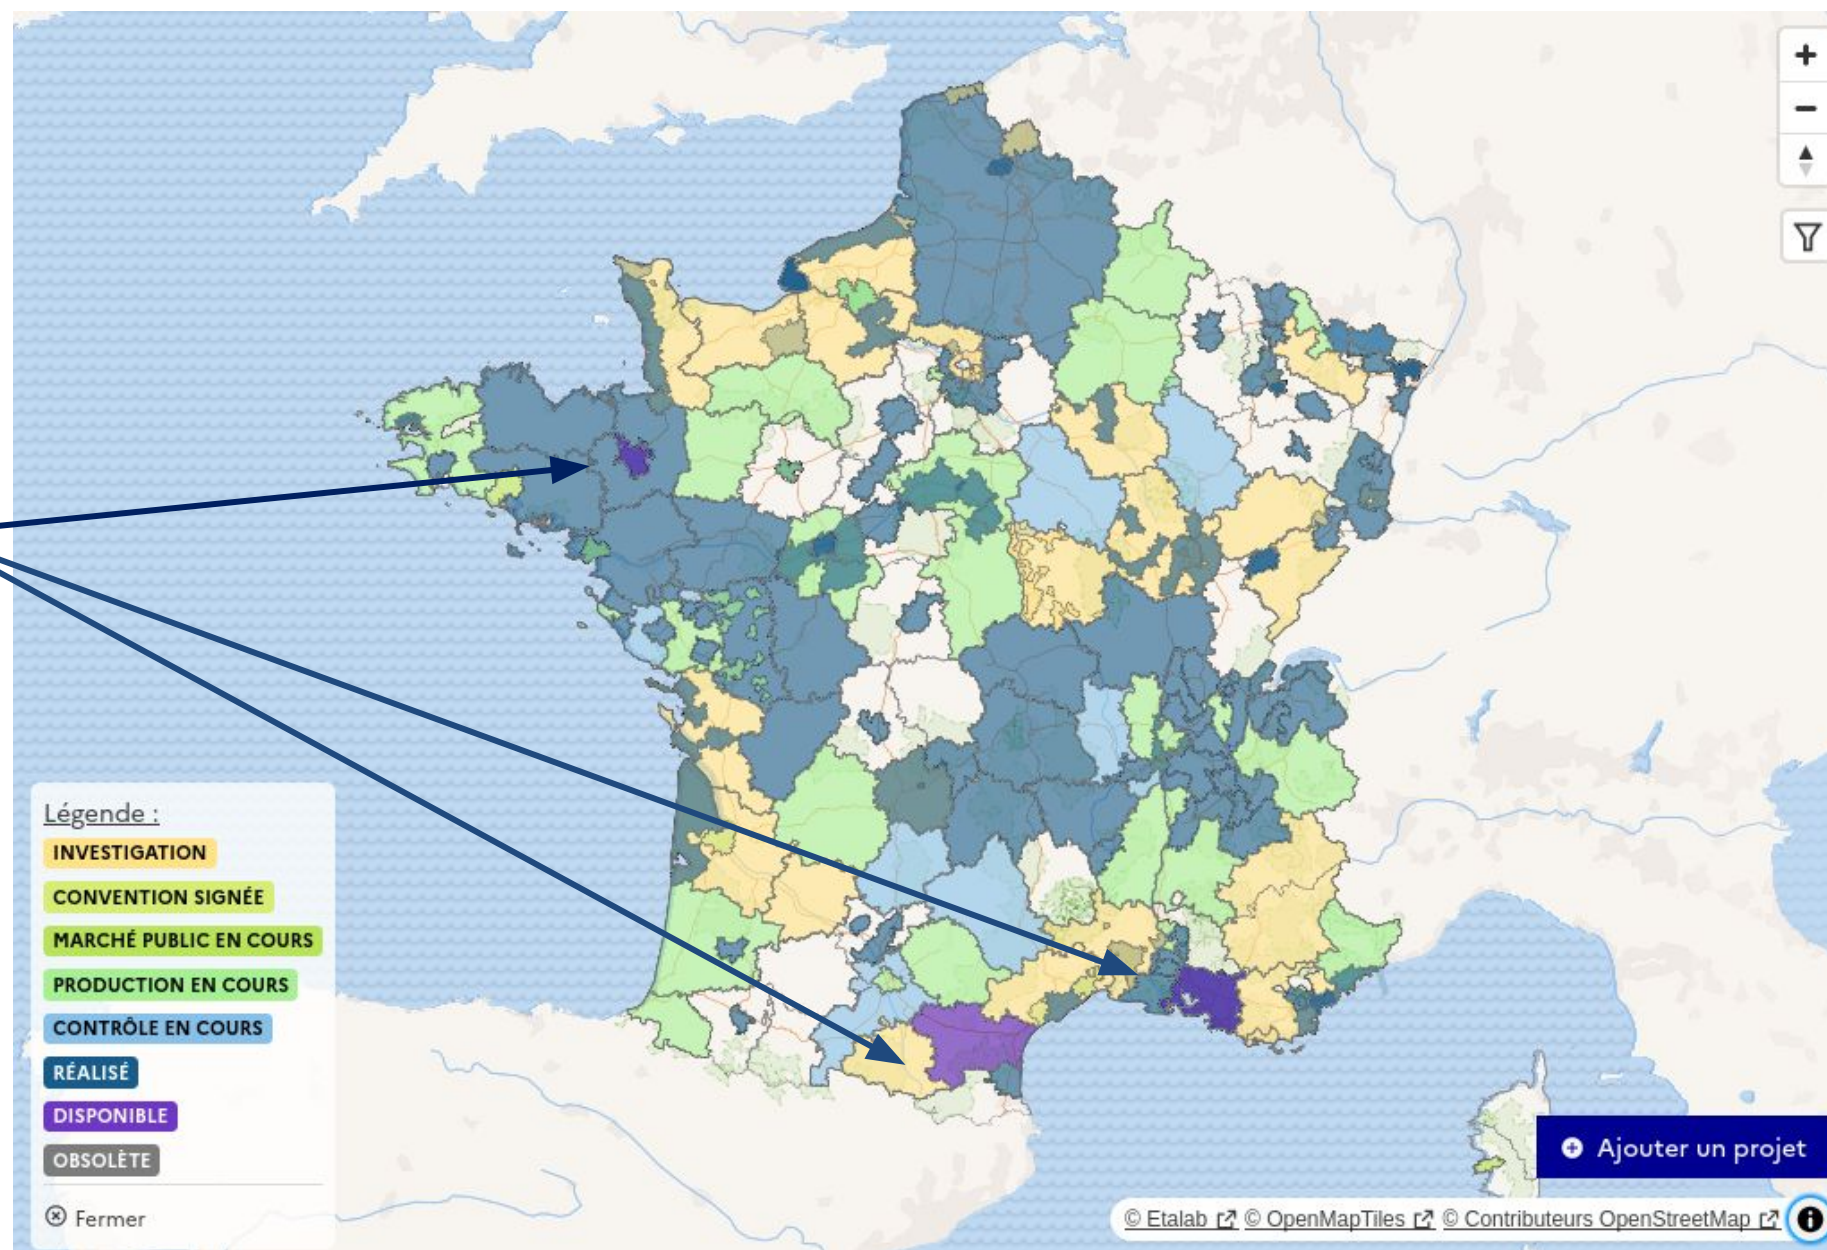 Légende :
INVESTIGATION
CONVENTION SIGNÉE
MARCHÉ PUBLIC EN COURS
PRODUCTION EN COURS
CONTRÔLE EN COURS
RÉALISÉ
DISPONIBLE
OBSOLÈTE
Fermer
Ajouter un projet
© Etalab © OpenMapTiles © Contributeurs OpenStreetMap